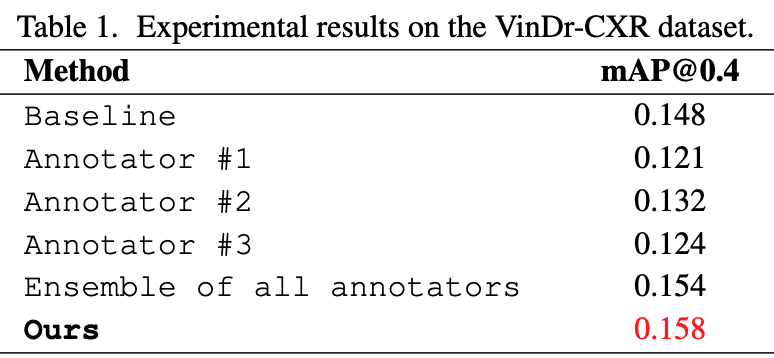 Table 1. Experimental results on the VinDr-CXR dataset.
Method mAP@0.4
Baseline 0.148
Annotator #1 0.121
Annotator #2 0.132
Annotator #3 0.124
Ensemble of all annotators 0.154
Ours 0.158